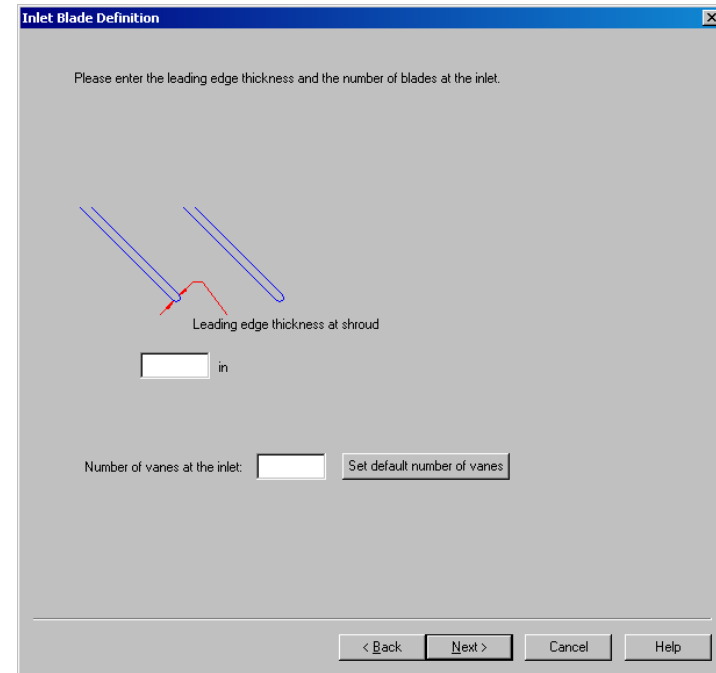 Inlet Blade Definition
Please enter the leading edge thickness and the number of blades at the inlet.
Leading edge thickness at shroud
in
Number of vanes at the inlet:
Set default number of vanes
< Back
Next >
Cancel
Help